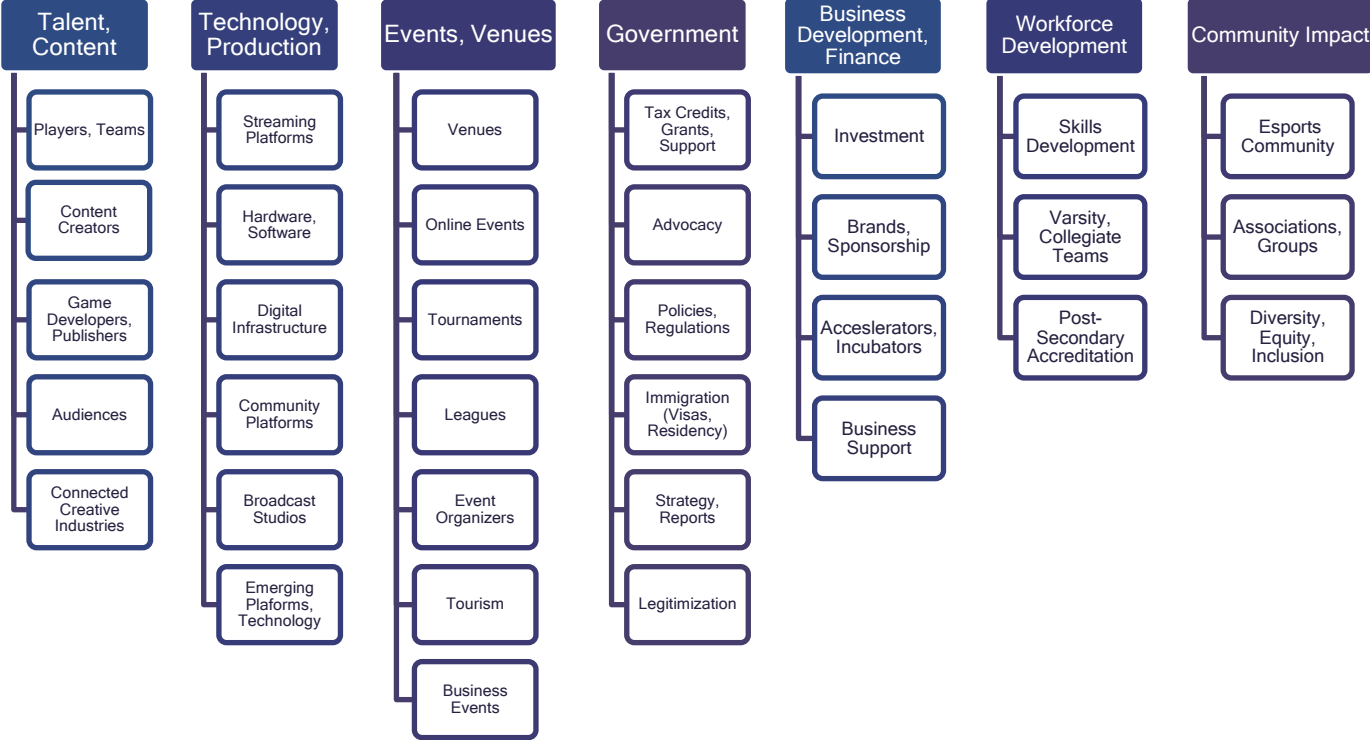 Talent,
Content
Players, Teams
Content
Creators
Game
Developers,
Publishers
Audiences
Connected
Creative
Industries
Technology,
Production
Streaming
Platforms
Hardware,
Software
Digital
Infrastructure
Community
Platforms
Broadcast
Studios
Emerging
Plaforms,
Technology
Events, Venues
Venues
Online Events
Tournaments
Leagues
Event
Organizers
Tourism
Business
Events
Government
Tax Credits,
Grants,
Support
Advocacy
Policies,
Regulations
Immigration
(Visas,
Residency)
Strategy,
Reports
Legitimization
Business
Development,
Finance
Investment
Brands,
Sponsorship
Acceslerators,
Incubators
Business
Support
Workforce
Development
Skills
Development
Varsity,
Collegiate
Teams
Post-
Secondary
Accreditation
Community Impact
Esports
Community
Associations,
Groups
Diversity,
Equity,
Inclusion